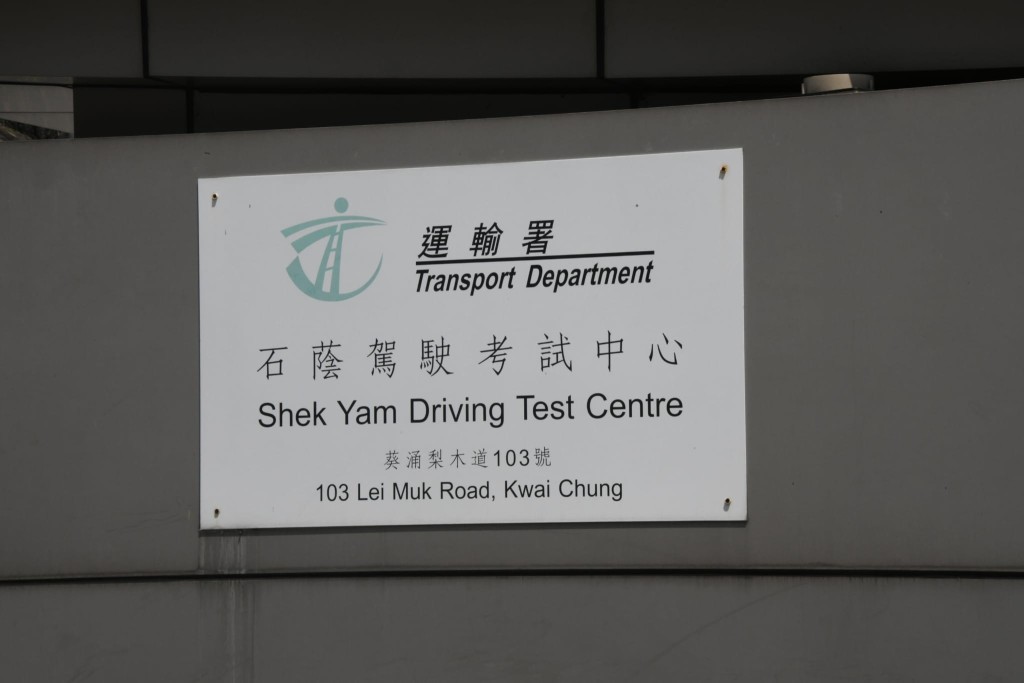 運輸署
Transport Department
石蔭駕駛考試中心
Shek Yam Driving Test Centre
葵涌梨木道103號
103 Lei Muk Road, Kwai Chung